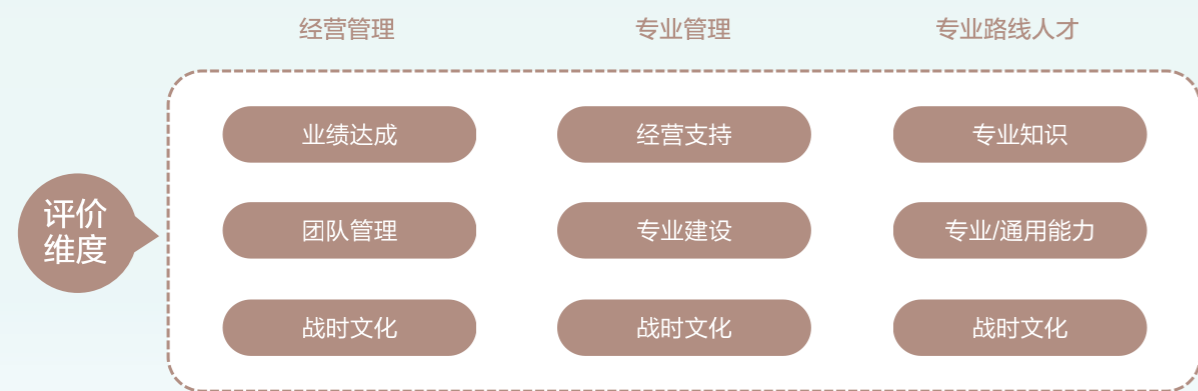 经营管理 专业管理 专业路线人才
业绩达成 经营支持 专业知识
评价
维度
团队管理 专业建设 专业/通用能力
战时文化 战时文化 战时文化